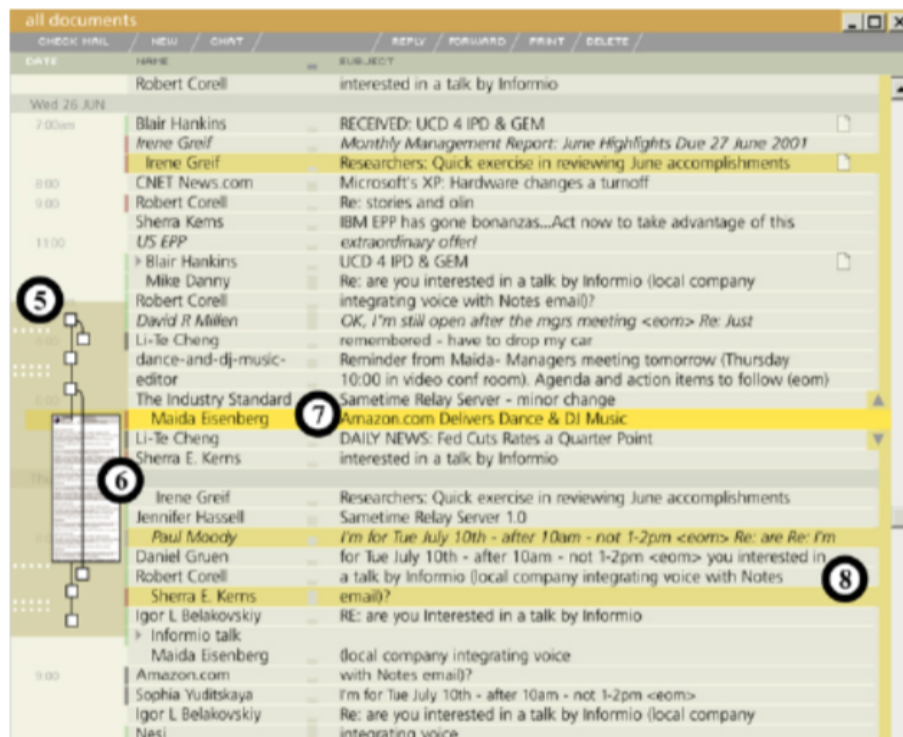 all documents
CHECK MAIL / NEW / CHAT / REPLY / FORWARD / PRINT / DELETE /
DATE NAME SUBJECT
Robert Corell interested in a talk by Informio
Wed 26 JUN
7:00am Blair Hankins RECEIVED: UCD 4 IPD & GEM
Irene Greif Monthly Management Report: June Highlights Due 27 June 2001
Irene Greif Researchers: Quick exercise in reviewing June accomplishments
8:00 CNET News.com Microsoft's XP: Hardware changes a turnoff
9:00 Robert Corell Re: stories and olin
Sherra Kerns IBM EPP has gone bonanzas...Act now to take advantage of this
11:00 US EPP extraordinary offer!
Blair Hankins UCD 4 IPD & GEM
Mike Danny Re: are you interested in a talk by Informio (local company
5 Robert Corell integrating voice with Notes email)?
David R Millen OK, I'm still open after the mgrs meeting <eom> Re: Just
Li-Te Cheng remembered - have to drop my car
dance-and-dj-music- Reminder from Maida- Managers meeting tomorrow (Thursday
editor 10:00 in video conf room). Agenda and action items to follow (eom)
The Industry Standard Sametime Relay Server - minor change
Maida Eisenberg 7 Amazon.com Delivers Dance & DJ Music
Li-Te Cheng DAILY NEWS: Fed Cuts Rates a Quarter Point
Sherra E. Kerns interested in a talk by Informio
6
Irene Greif Researchers: Quick exercise in reviewing June accomplishments
Jennifer Hassell Sametime Relay Server 1.0
Paul Moody I'm for Tue July 10th - after 10am - not 1-2pm <eom> Re: are Re: I'm
Daniel Gruen for Tue July 10th - after 10am - not 1-2pm <eom> you interested in
Robert Corell a talk by Informio (local company integrating voice with Notes 8
Sherra E. Kerns email)?
Igor L Belakovskiy RE: are you Interested in a talk by Informio
Informio talk
Maida Eisenberg (local company integrating voice
9:00 Amazon.com with Notes email)?
Sophia Yuditskaya I'm for Tue July 10th - after 10am - not 1-2pm <eom>
Igor L Belakovskiy Re: are you interested in a talk by Informio (local company
Nesi integrating voice